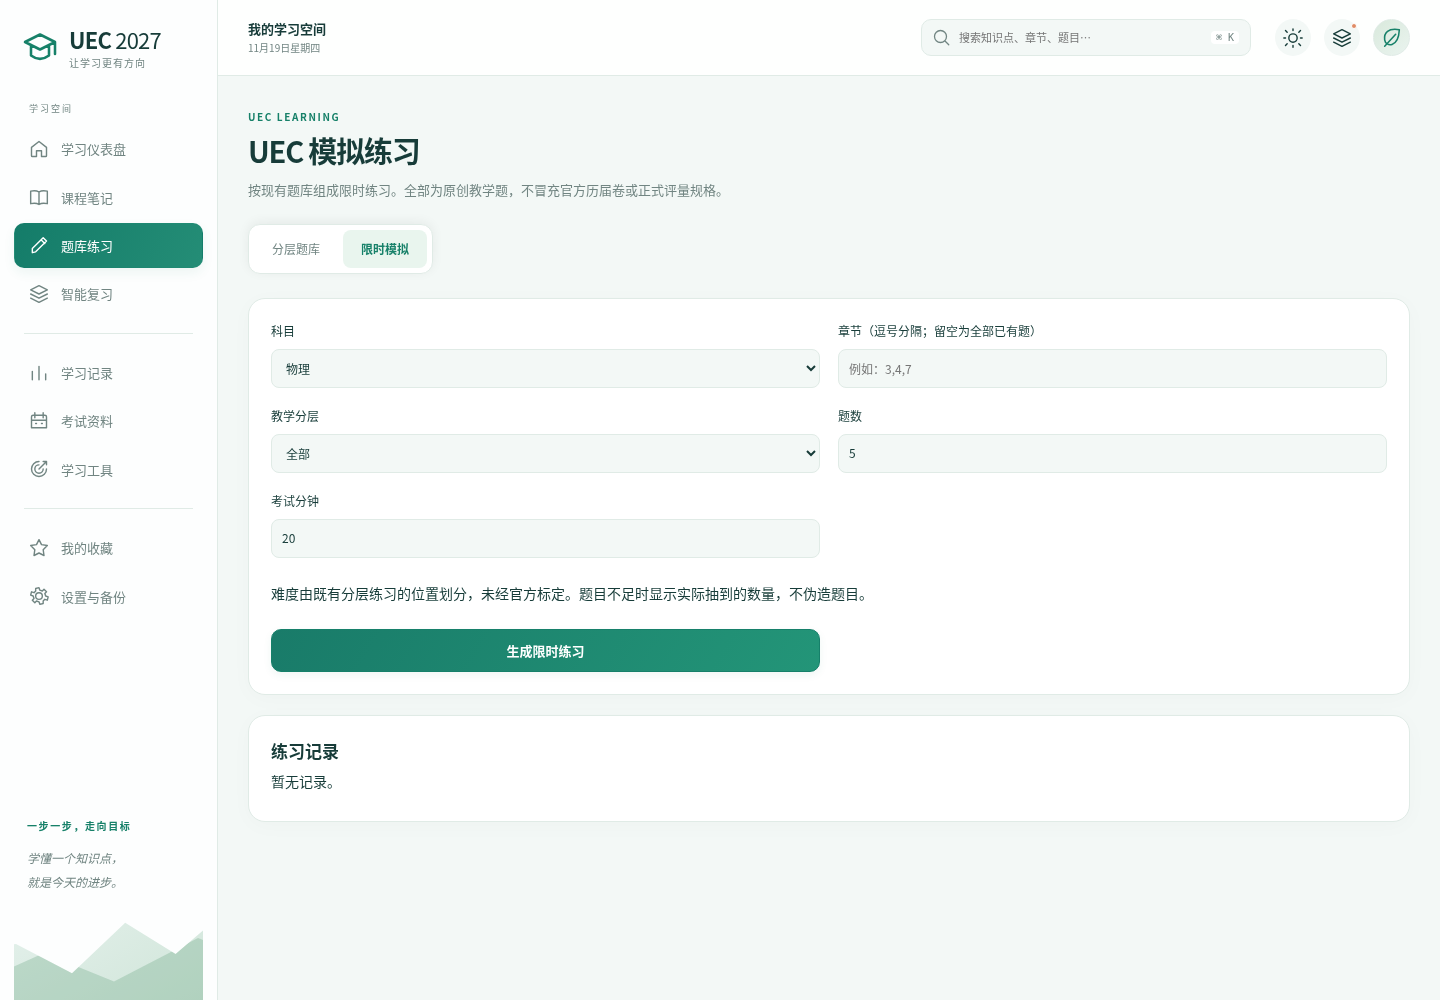 UEC 2027
让学习更有方向
学习空间
学习仪表盘
课程笔记
题库练习
智能复习
学习记录
考试资料
学习工具
我的收藏
设置与备份
一步一步，走向目标
学懂一个知识点，
就是今天的进步。
我的学习空间
11月19日星期四
搜索知识点、章节、题目…
⌘ K
UEC LEARNING
UEC 模拟练习
按现有题库组成限时练习。全部为原创教学题，不冒充官方历届卷或正式评量规格。
分层题库
限时模拟
科目
物理
章节（逗号分隔；留空为全部已有题）
例如：3,4,7
教学分层
全部
题数
5
考试分钟
20
难度由既有分层练习的位置划分，未经官方标定。题目不足时显示实际抽到的数量，不伪造题目。
生成限时练习
练习记录
暂无记录。